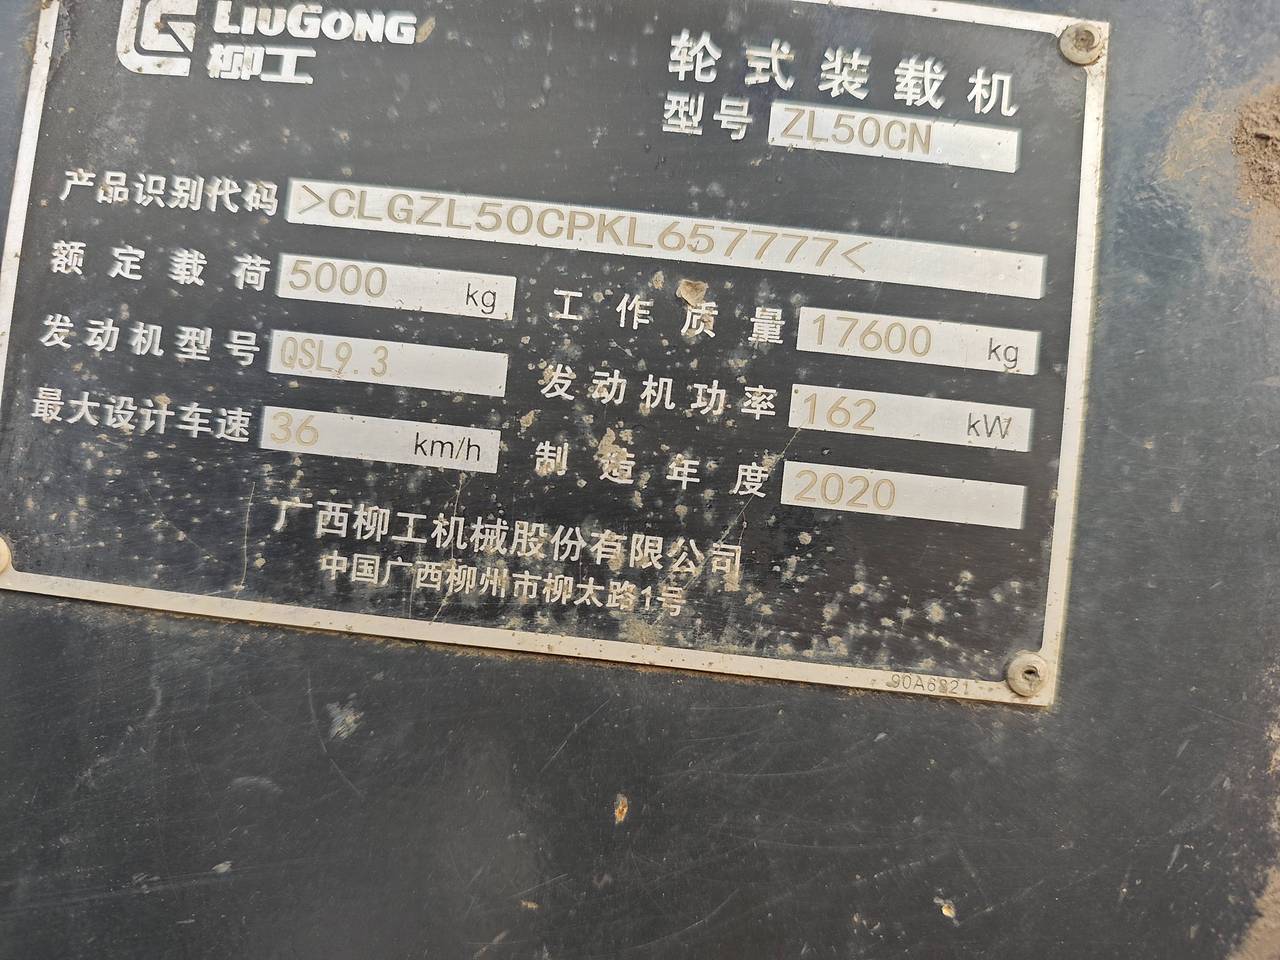 LIUGONG
柳工
轮式装载机
型号 ZL50CN
产品识别代码 >CLGZL50CPKL657777<
额定载荷 5000 kg 工作质量 17600 kg
发动机型号 QSL9.3 发动机功率 162 kW
最大设计车速 36 km/h 制造年度 2020
广西柳工机械股份有限公司
中国广西柳州市柳太路1号
90A6821